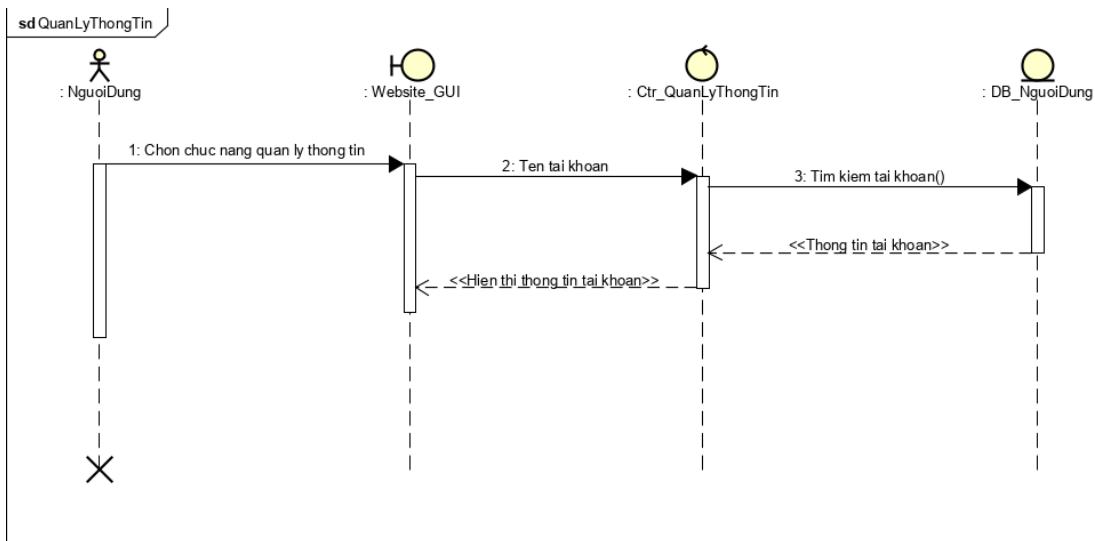 sd QuanLyThongTin
: NguoiDung
: Website_GUI
: Ctr_QuanLyThongTin
: DB_NguoiDung
1: Chon chuc nang quan ly thong tin
2: Ten tai khoan
3: Tim kiem tai khoan()
<<Thong tin tai khoan>>
<<Hien thi thong tin tai khoan>>